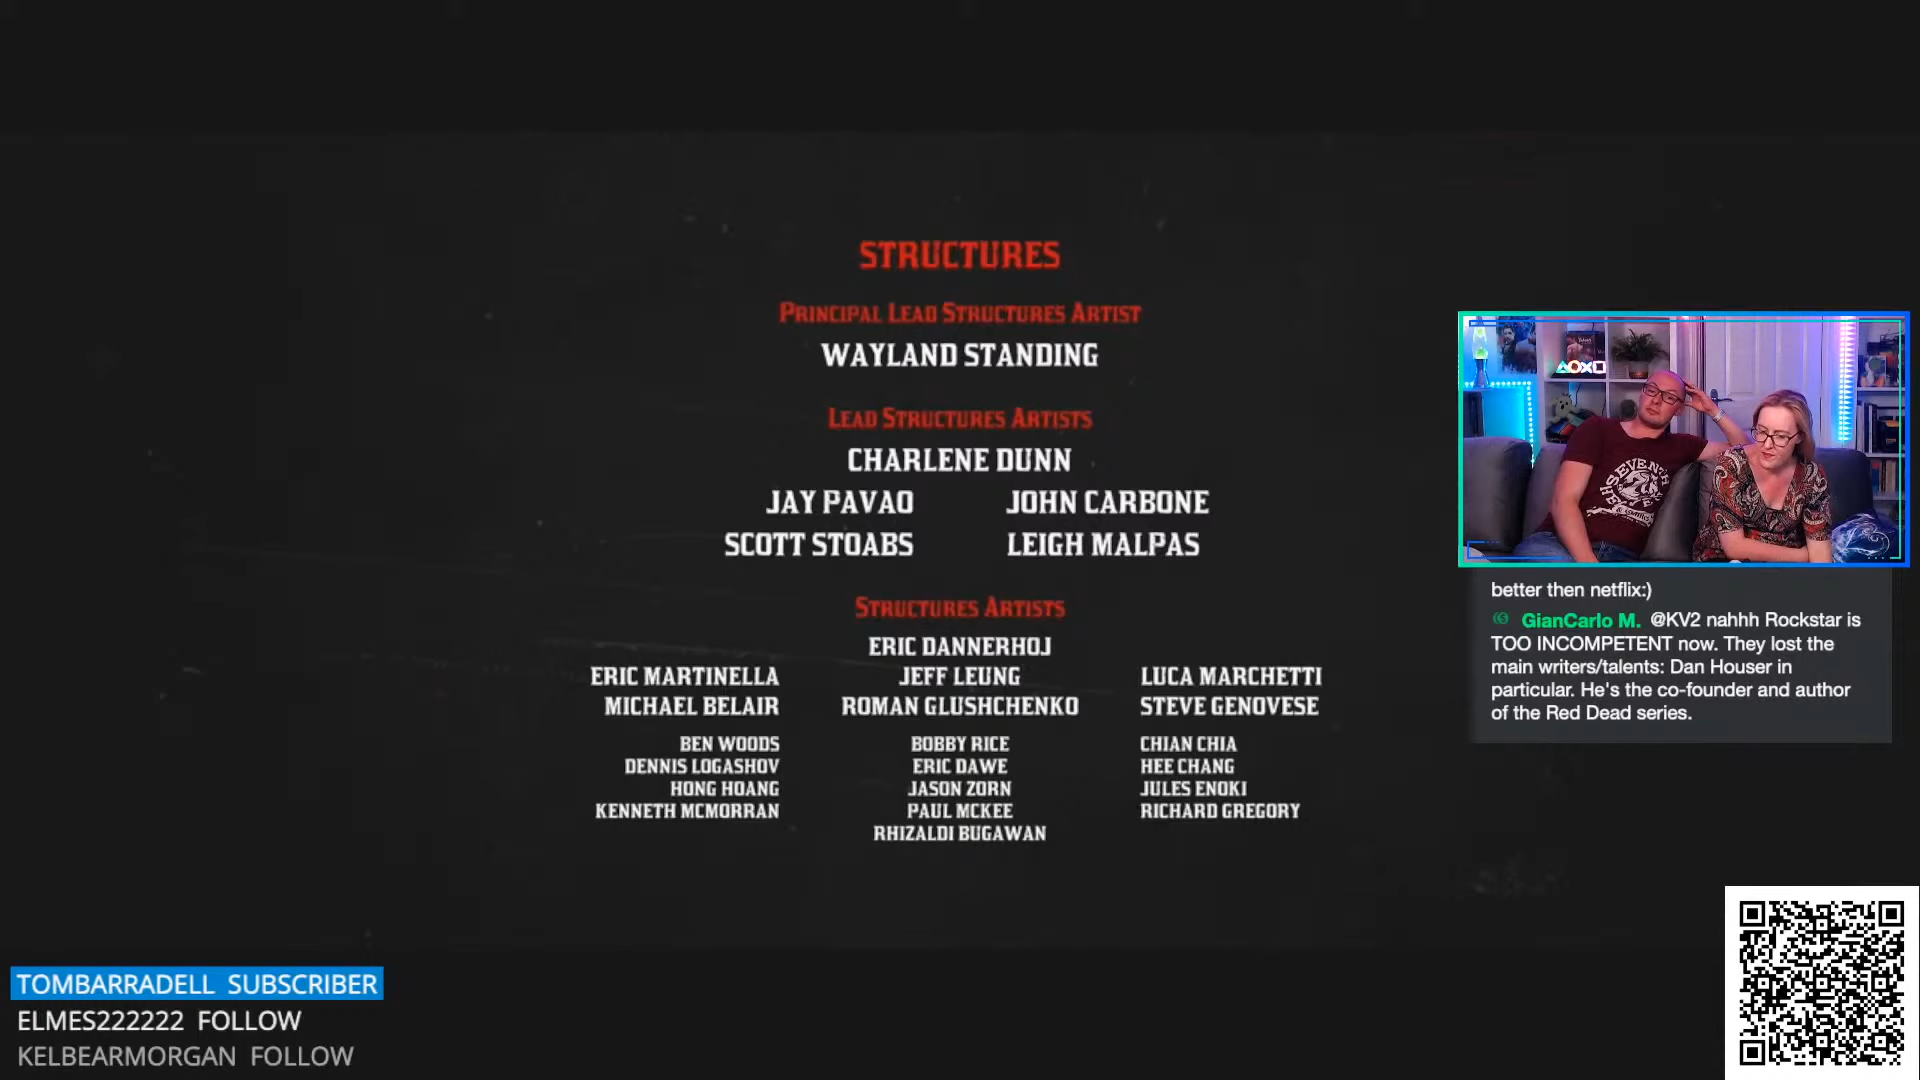 STRUCTURES
PRINCIPAL LEAD STRUCTURES ARTIST
WAYLAND STANDING
LEAD STRUCTURES ARTISTS
CHARLENE DUNN
JAY PAVAO JOHN CARBONE
SCOTT STOABS LEIGH MALPAS
STRUCTURES ARTISTS
ERIC DANNERHOJ
ERIC MARTINELLA JEFF LEUNG LUCA MARCHETTI
MICHAEL BELAIR ROMAN GLUSHCHENKO STEVE GENOVESE
BEN WOODS BOBBY RICE CHIAN CHIA
DENNIS LOGASHOV ERIC DAWE HEE CHANG
HONG HOANG JASON ZORN JULES ENOKI
KENNETH MCMORRAN PAUL MCKEE RICHARD GREGORY
RHIZALDI BUGAWAN
SEVENTH
better then netflix:)
GianCarlo M. @KV2 nahhh Rockstar is
TOO INCOMPETENT now. They lost the
main writers/talents: Dan Houser in
particular. He's the co-founder and author
of the Red Dead series.
TOMBARRADELL SUBSCRIBER
ELMES222222 FOLLOW
KELBEARMORGAN FOLLOW